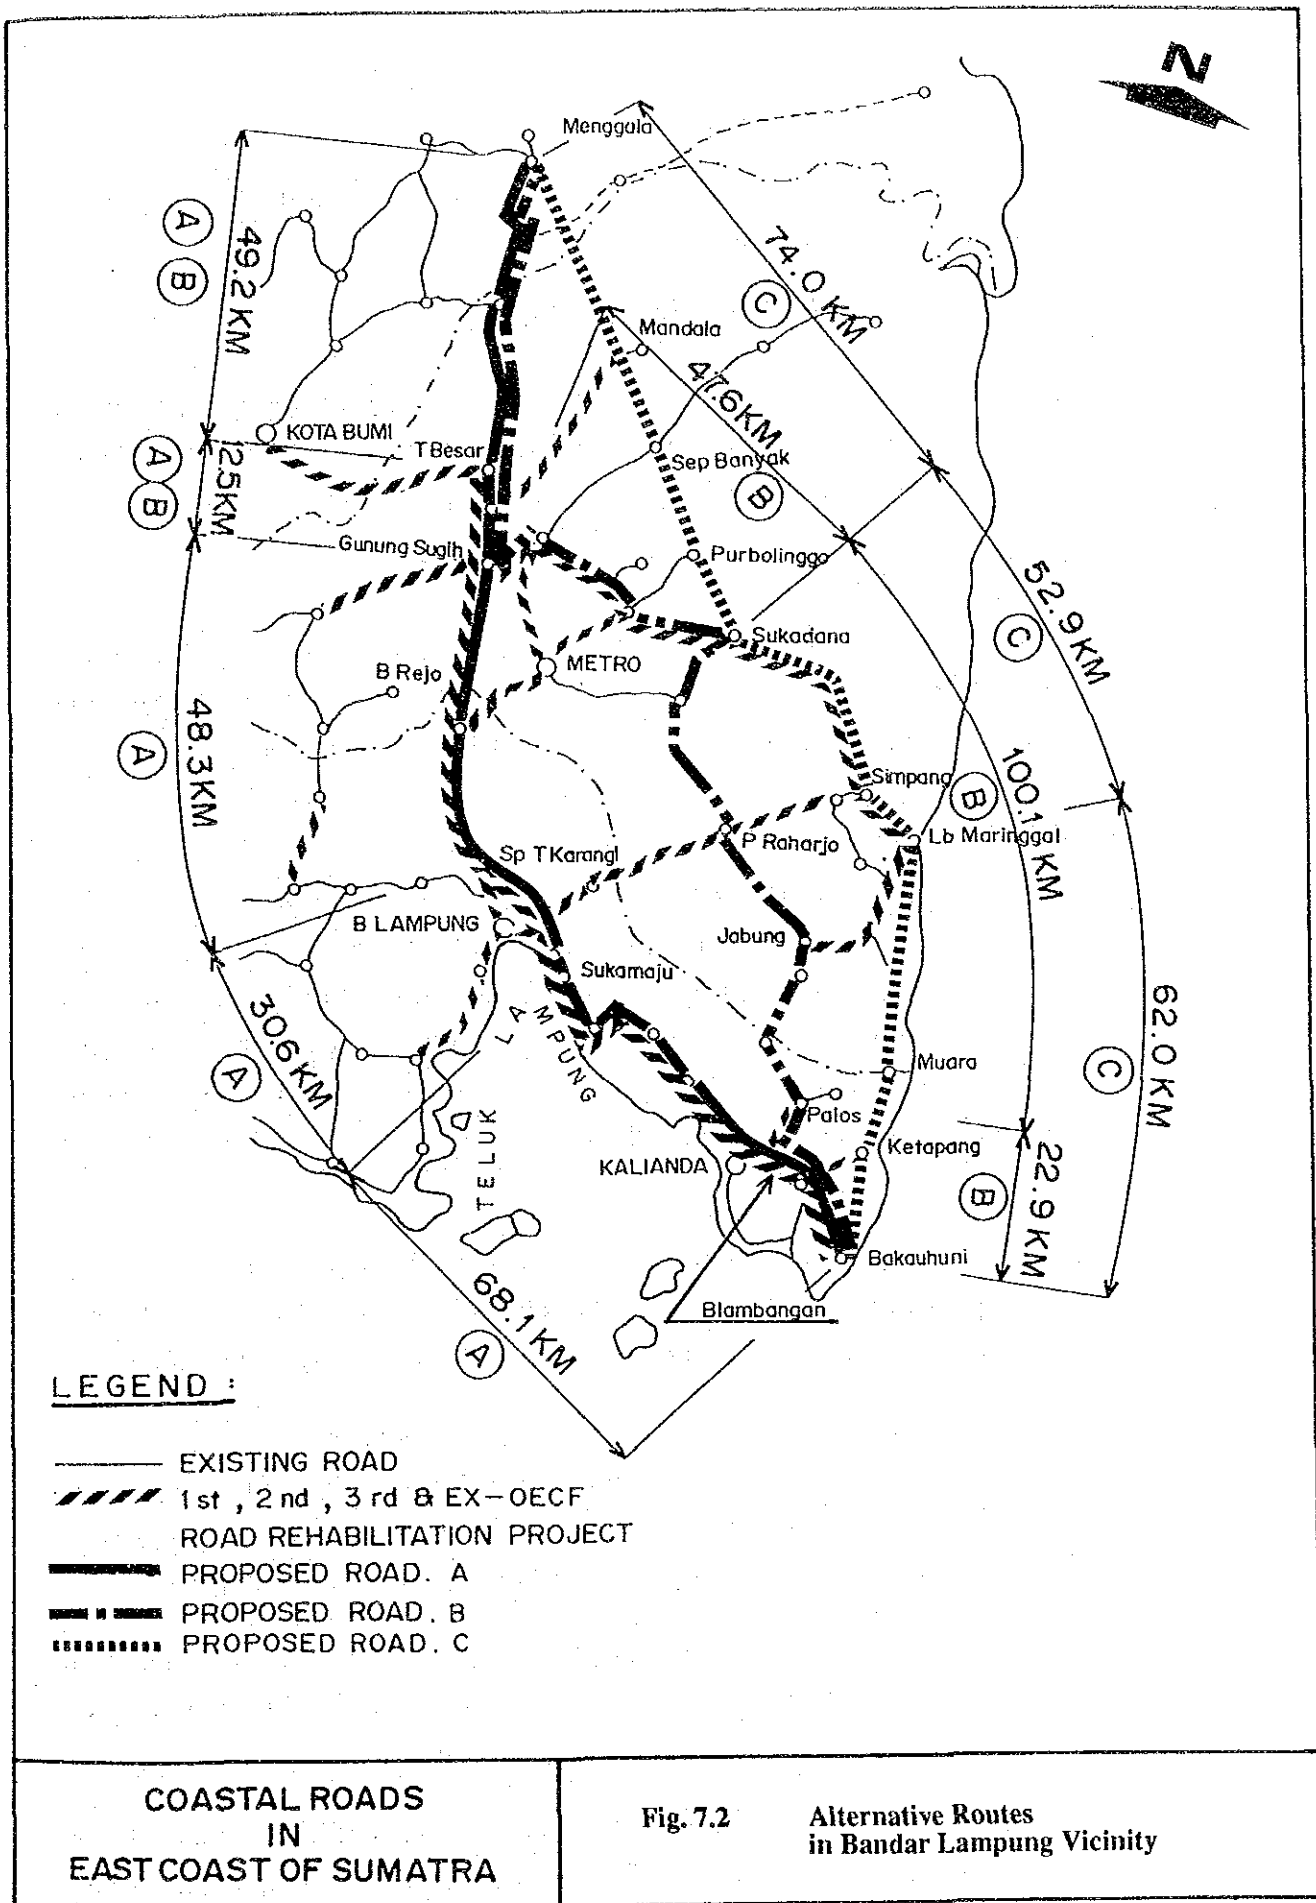 N
Menggala
A
B
49.2 KM
74.0 KM
C
Mandala
47.6KM
B
KOTA BUMI
T Besar
A
B
12.5KM
Sep Banyak
Gunung Sugih
Purbolinggo
52.9 KM
C
Sukadana
METRO
B Rejo
48.3KM
A
Simpang
B
100.1 KM
Lb Maringgal
P Raharjo
Sp T Karangl
B LAMPUNG
Jabung
Sukamaju
TELUK LAMPUNG
30.6 KM
A
62.0 KM
C
Muara
Palos
Ketapang
KALIANDA
22.9 KM
B
Bakauhuni
Blambangan
68.1 KM
A
LEGEND :
EXISTING ROAD
1st , 2nd , 3rd & EX-OECF
ROAD REHABILITATION PROJECT
PROPOSED ROAD. A
PROPOSED ROAD. B
PROPOSED ROAD. C
COASTAL ROADS
IN
EAST COAST OF SUMATRA
Fig. 7.2 Alternative Routes
in Bandar Lampung Vicinity